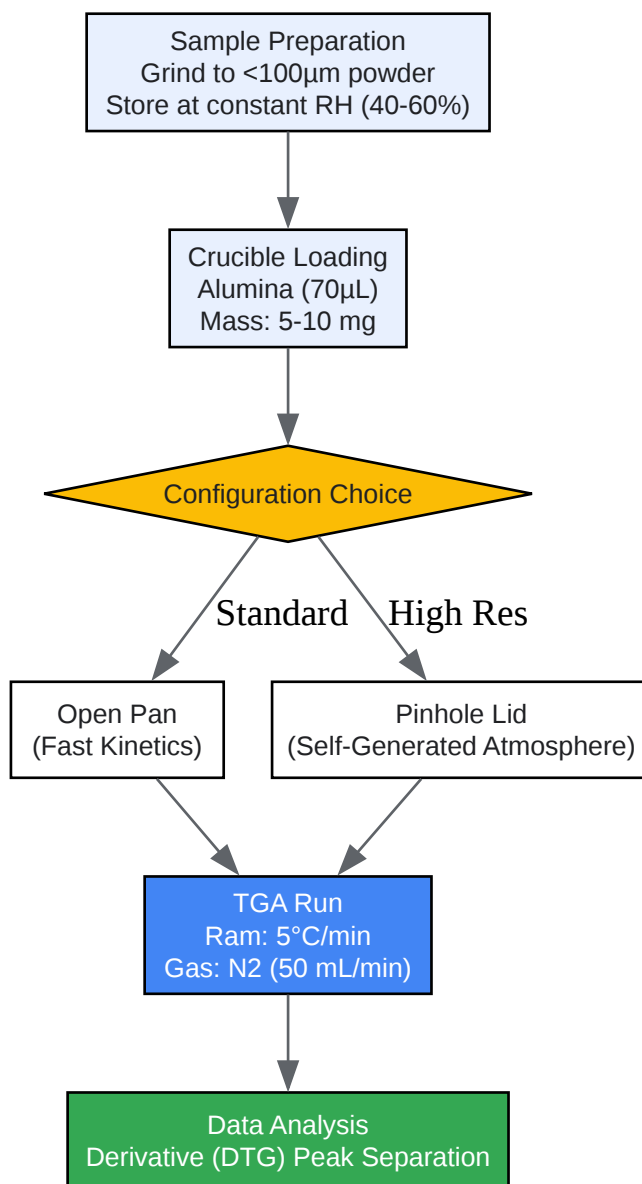 Sample Preparation
Grind to <100µm powder
Store at constant RH (40-60%)
Crucible Loading
Alumina (70µL)
Mass: 5-10 mg
Configuration Choice
Standard
High Res
Open Pan
(Fast Kinetics)
Pinhole Lid
(Self-Generated Atmosphere)
TGA Run
Ram: 5°C/min
Gas: N2 (50 mL/min)
Data Analysis
Derivative (DTG) Peak Separation